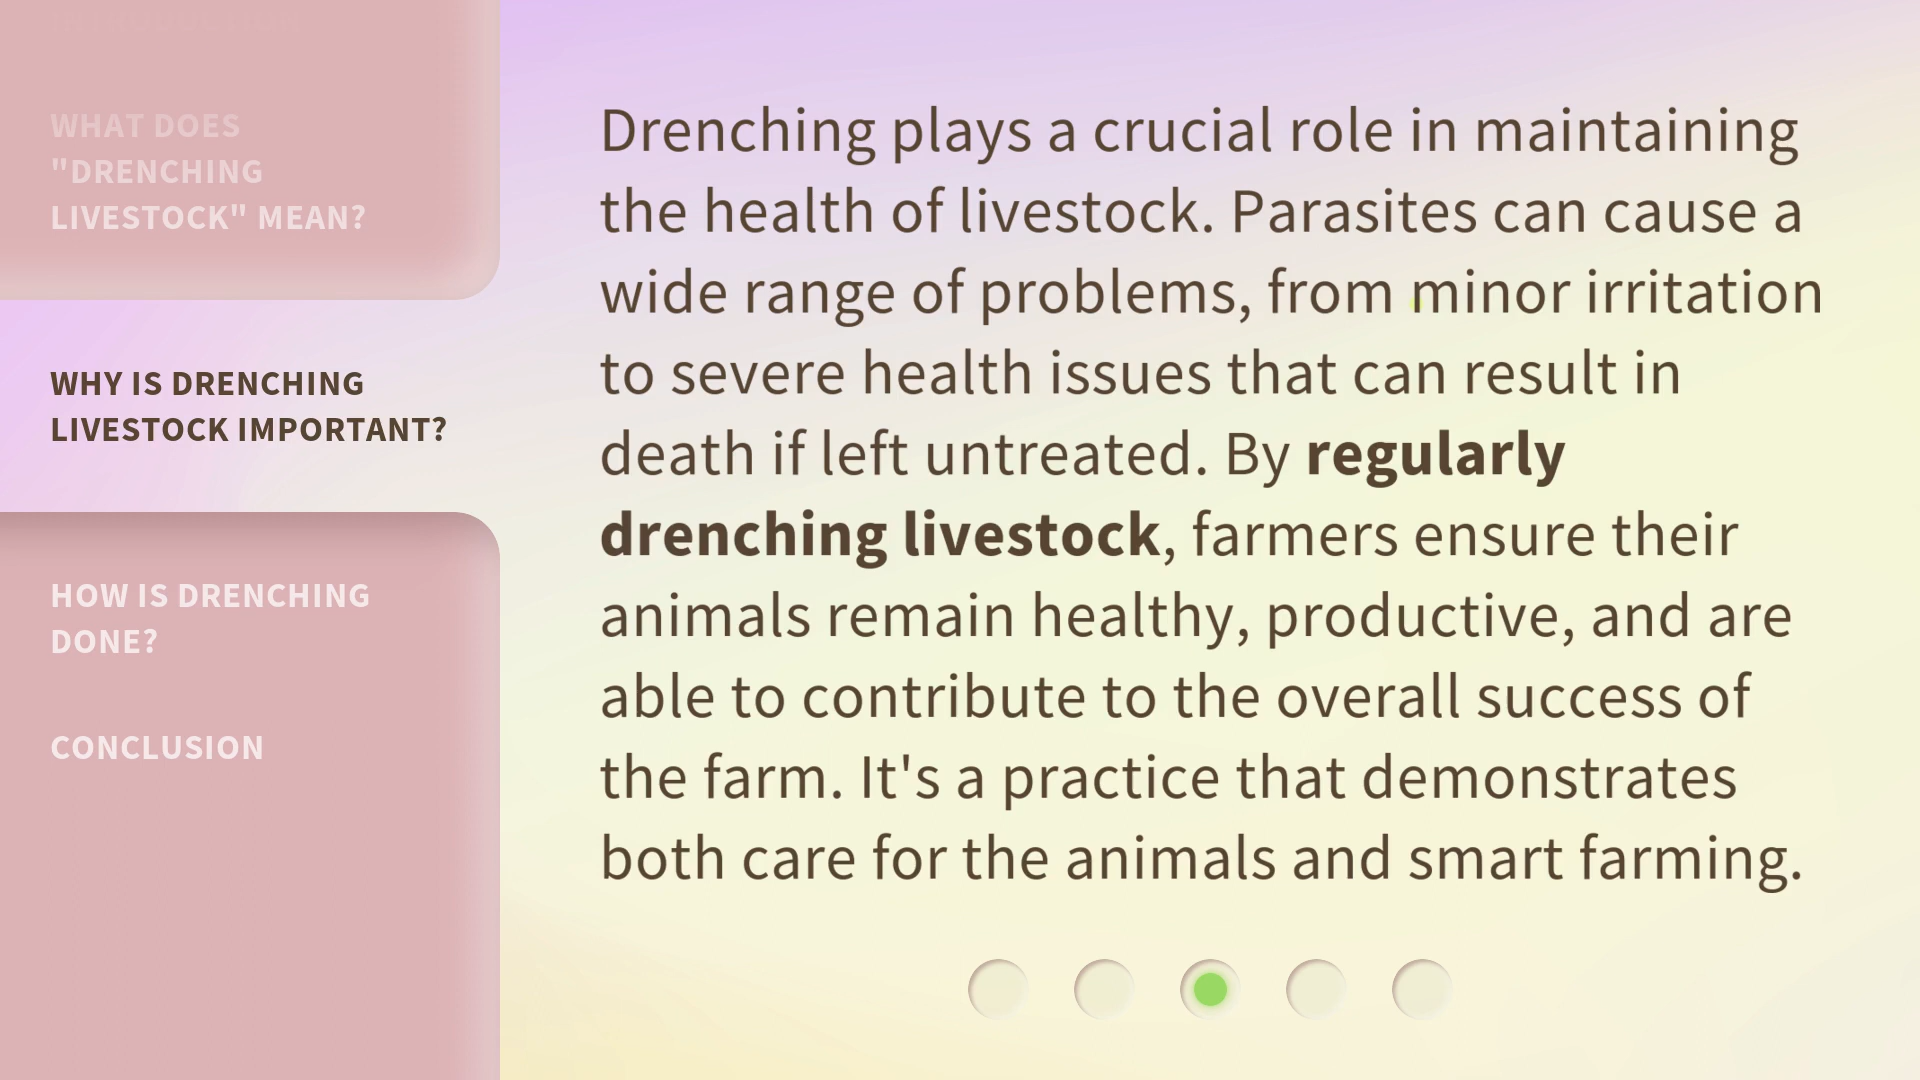 INTRODUCTION
WHAT DOES
"DRENCHING
LIVESTOCK" MEAN?
WHY IS DRENCHING
LIVESTOCK IMPORTANT?
HOW IS DRENCHING
DONE?
CONCLUSION
Drenching plays a crucial role in maintaining
the health of livestock. Parasites can cause a
wide range of problems, from minor irritation
to severe health issues that can result in
death if left untreated. By regularly
drenching livestock, farmers ensure their
animals remain healthy, productive, and are
able to contribute to the overall success of
the farm. It's a practice that demonstrates
both care for the animals and smart farming.